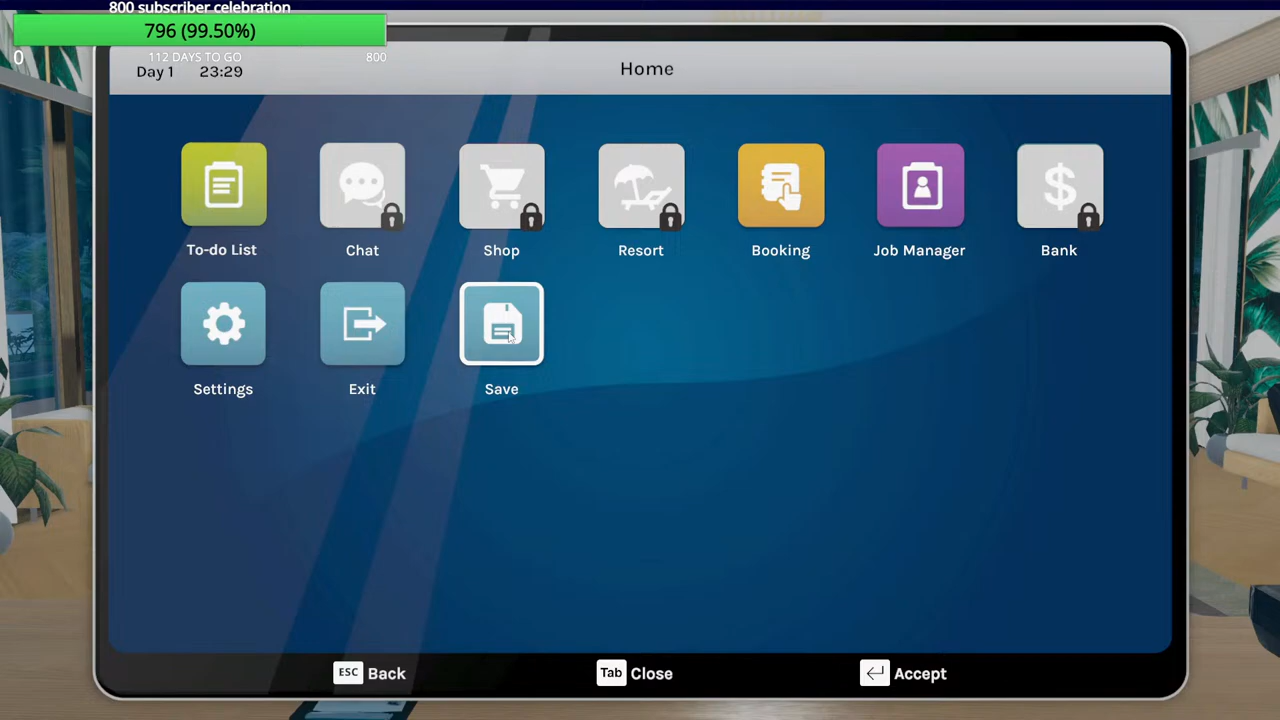 800 subscriber celebration
796 (99.50%)
0 112 DAYS TO GO 800
Day 1 23:29 Home
To-do List Chat Shop Resort Booking Job Manager Bank
Settings Exit Save
ESC Back Tab Close Accept